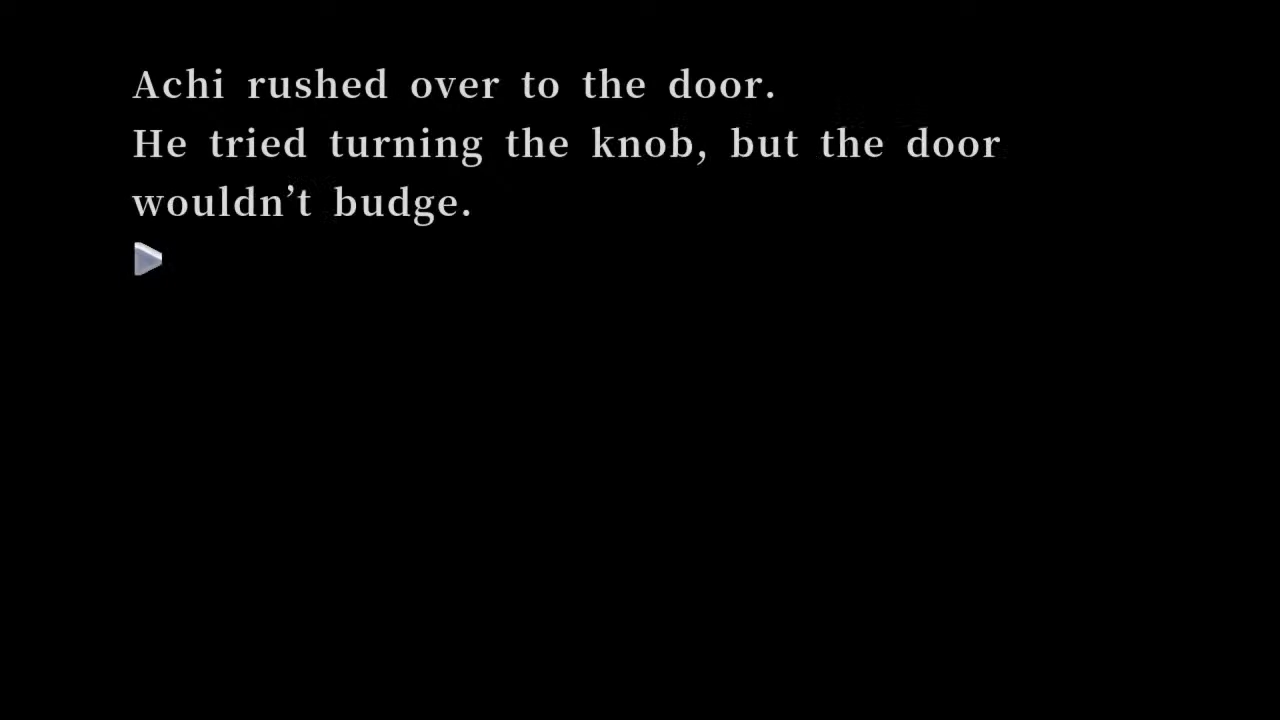 Achi rushed over to the door.
He tried turning the knob, but the door
wouldn’t budge.